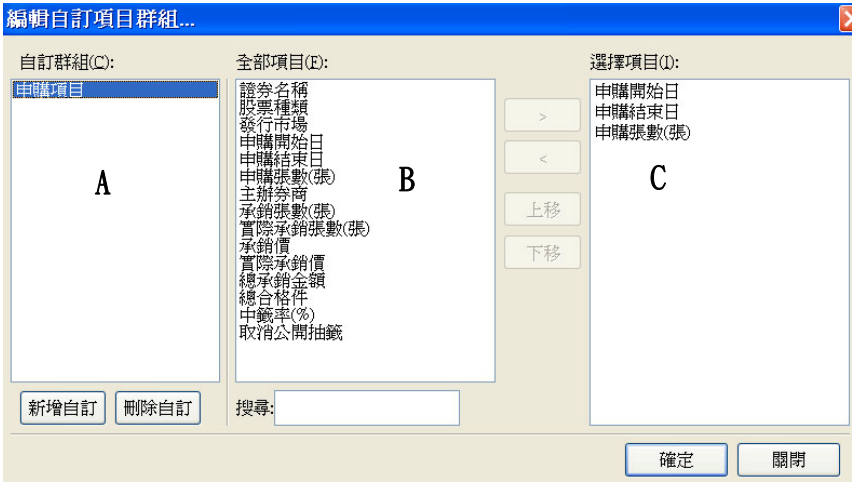 編輯自訂項目群組...
自訂群組(C):
申購項目
A
新增自訂
刪除自訂
全部項目(E):
證券名稱
股票種類
發行市場
申購開始日
申購結束日
申購張數(張)
主辦券商
承銷張數(張)
實際承銷張數(張)
承銷價
實際承銷價
總承銷金額
總合格件
中籤率(%)
取消公開抽籤
B
搜尋:
>
<
上移
下移
選擇項目(I):
申購開始日
申購結束日
申購張數(張)
C
確定
關閉